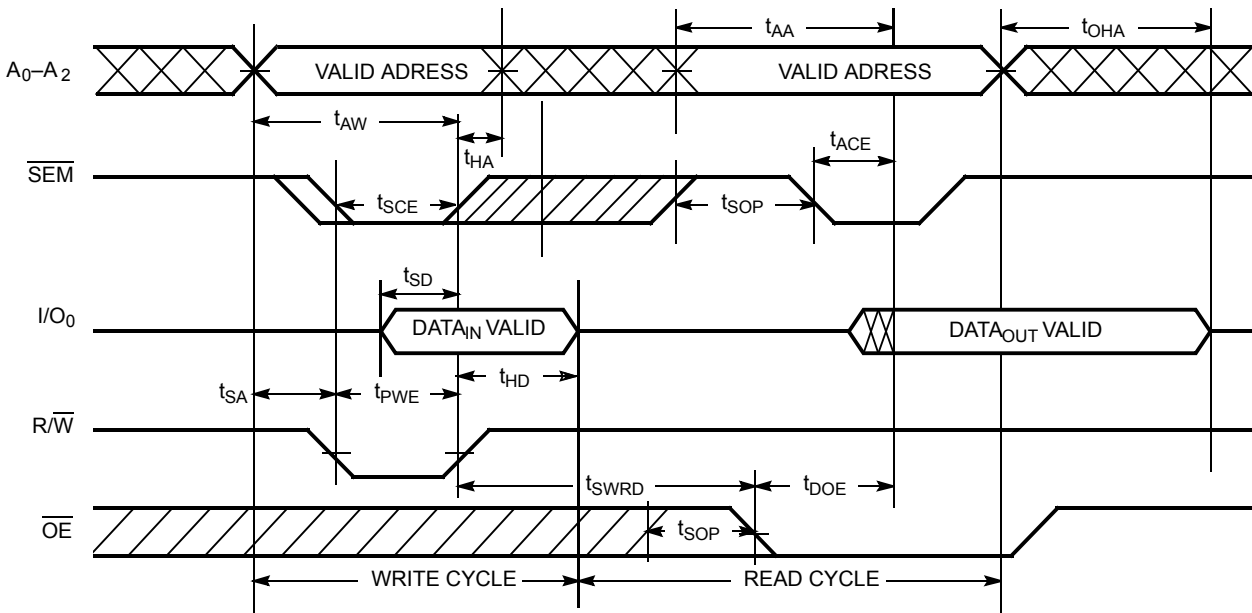 tAA
tOHA
A0–A2
VALID ADRESS
VALID ADRESS
tAW
tHA
tACE
SEM
tSCE
tSOP
tSD
I/O0
DATAIN VALID
DATAOUT VALID
tSA
tPWE
tHD
R/W
tSWRD
tDOE
OE
tSOP
WRITE CYCLE
READ CYCLE